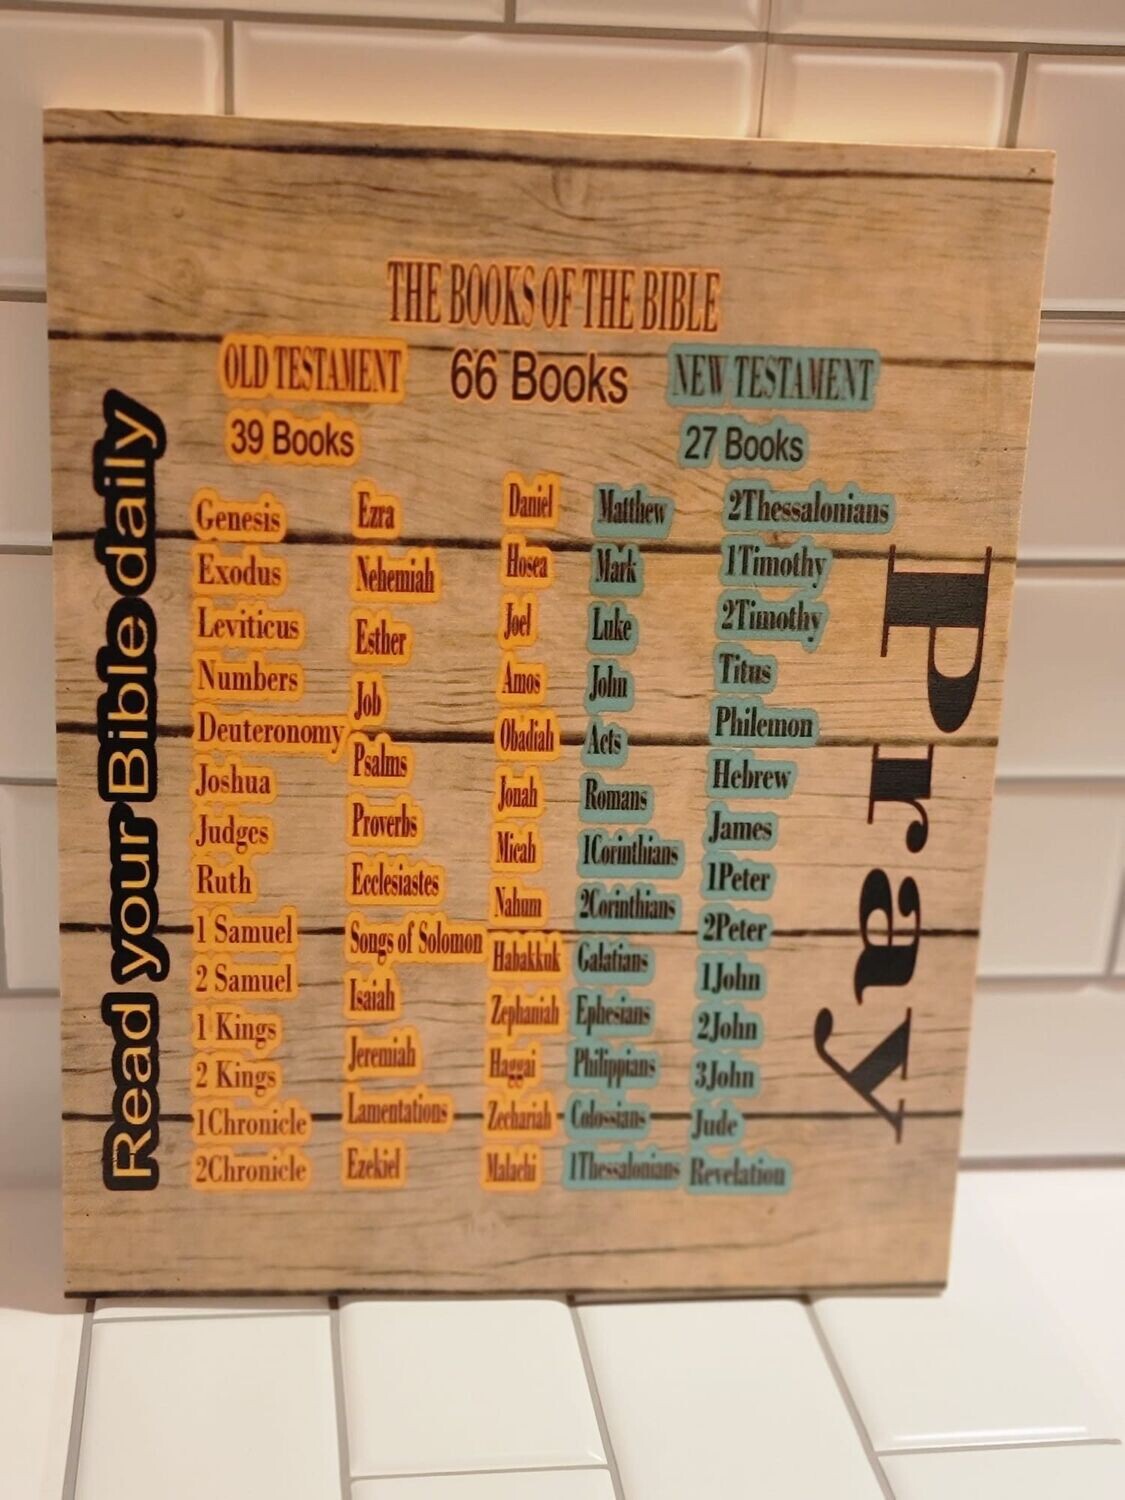 THE BOOKS OF THE BIBLE
66 Books
OLD TESTAMENT
39 Books
Genesis
Exodus
Leviticus
Numbers
Deuteronomy
Joshua
Judges
Ruth
1 Samuel
2 Samuel
1 Kings
2 Kings
1Chronicle
2Chronicle
Ezra
Nehemiah
Esther
Job
Psalms
Proverbs
Ecclesiastes
Songs of Solomon
Isaiah
Jeremiah
Lamentations
Ezekiel
Daniel
Hosea
Joel
Amos
Obadiah
Jonah
Micah
Nahum
Habakkuk
Zephaniah
Haggai
Zechariah
Malachi
NEW TESTAMENT
27 Books
Matthew
Mark
Luke
John
Acts
Romans
1Corinthians
2Corinthians
Galatians
Ephesians
Philippians
Colossians
1Thessalonians
2Thessalonians
1Timothy
2Timothy
Titus
Philemon
Hebrew
James
1Peter
2Peter
1John
2John
3John
Jude
Revelation
Read your Bible daily
Pray